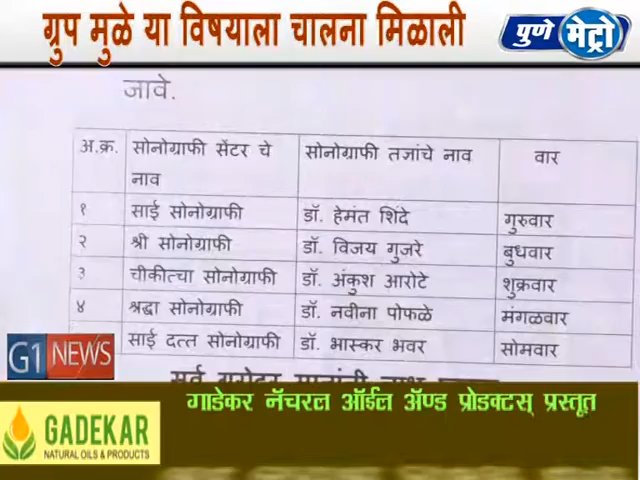 ग्रुप मुळे या विषयाला चालना मिळाली
पुणे मेट्रो
जावे.
अ.क्र. सोनोग्राफी सेंटर चे नाव सोनोग्राफी तज्ञांचे नाव वार
१ साई सोनोग्राफी डॉ. हेमंत शिंदे गुरुवार
२ श्री सोनोग्राफी डॉ. विजय गुजरे बुधवार
३ चीकीत्चा सोनोग्राफी डॉ. अंकुश आरोटे शुक्रवार
४ श्रद्धा सोनोग्राफी डॉ. नवीना पोफळे मंगळवार
साई दत्त सोनोग्राफी डॉ. भास्कर भवर सोमवार
G1 NEWS
गाडेकर नॅचरल ऑईल ॲण्ड प्रोडक्टस् प्रस्तूत
GADEKAR
NATURAL OILS & PRODUCTS